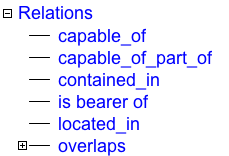 Relations
capable_of
capable_of_part_of
contained_in
is bearer of
located_in
overlaps